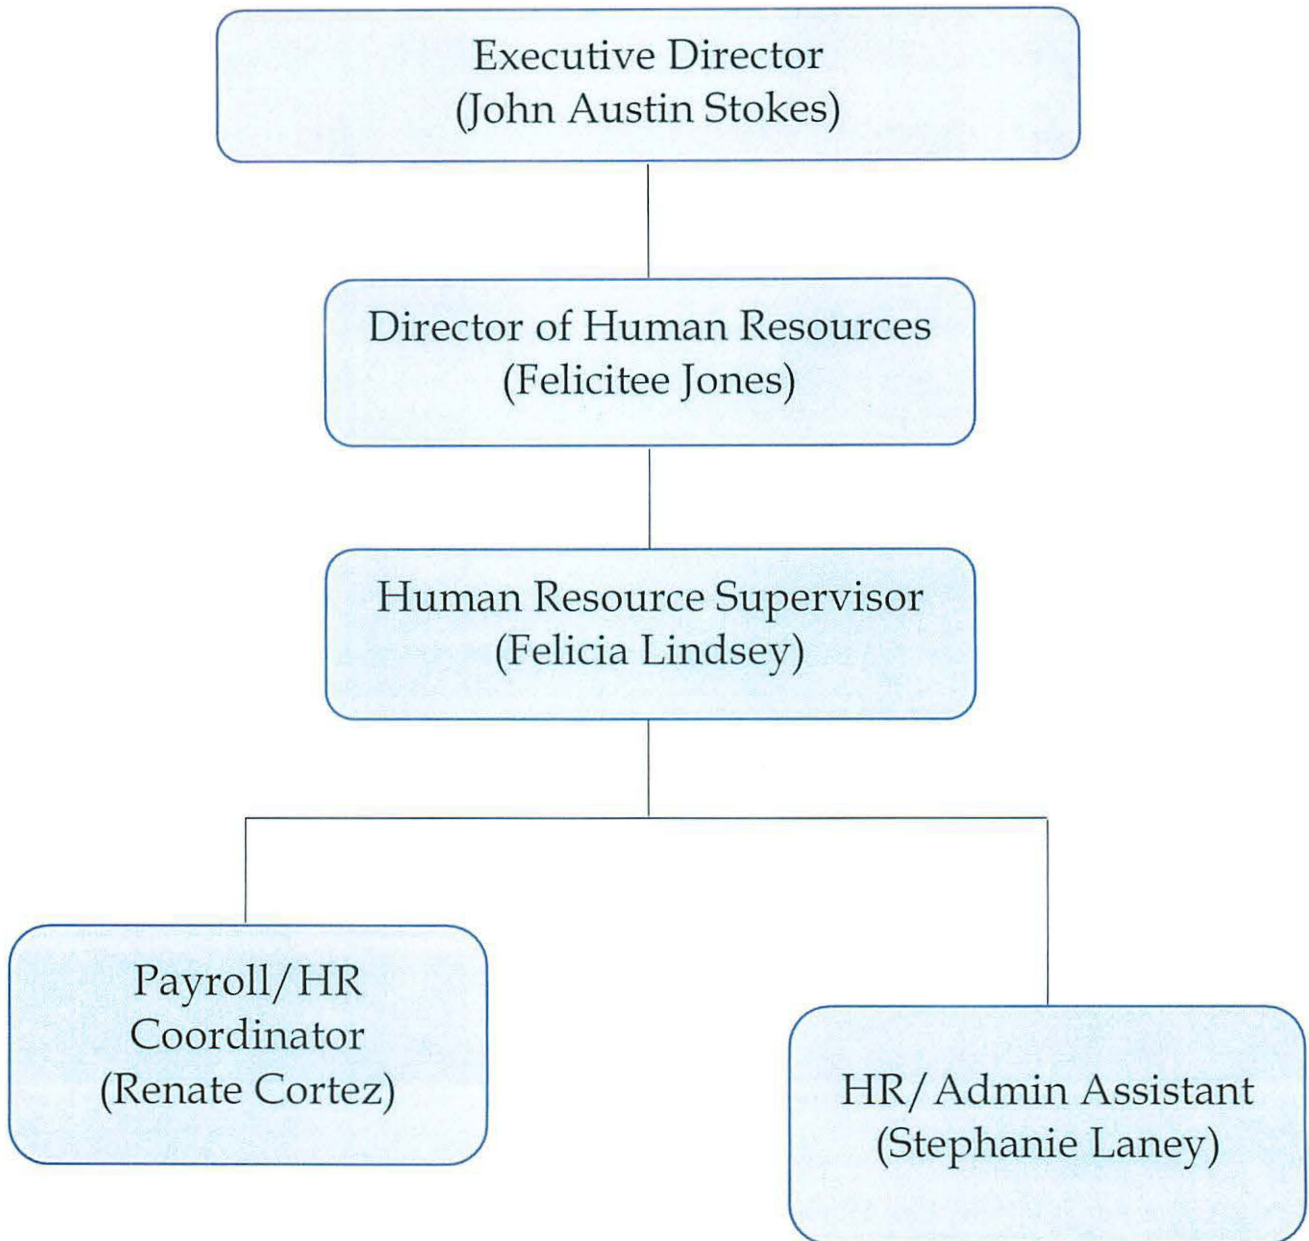 Executive Director
(John Austin Stokes)
Director of Human Resources
(Felicitee Jones)
Human Resource Supervisor
(Felicia Lindsey)
Payroll/HR
Coordinator
(Renate Cortez)
HR/Admin Assistant
(Stephanie Laney)